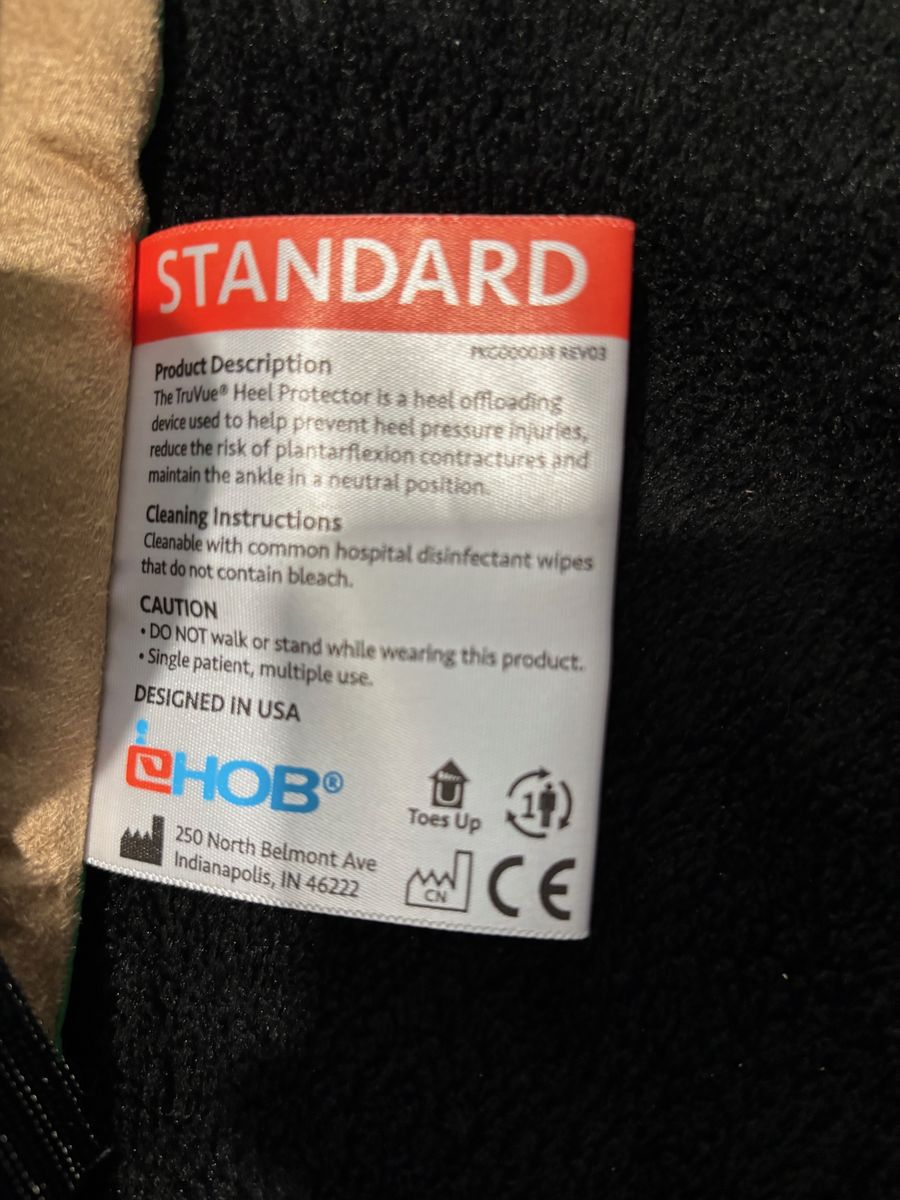 STANDARD
PKG000038 REV03
Product Description
The TruVue® Heel Protector is a heel offloading
device used to help prevent heel pressure injuries,
reduce the risk of plantarflexion contractures and
maintain the ankle in a neutral position.
Cleaning Instructions
Cleanable with common hospital disinfectant wipes
that do not contain bleach.
CAUTION
• DO NOT walk or stand while wearing this product.
• Single patient, multiple use.
DESIGNED IN USA
EHOB®
Toes Up
1
250 North Belmont Ave
Indianapolis, IN 46222
CN
CE